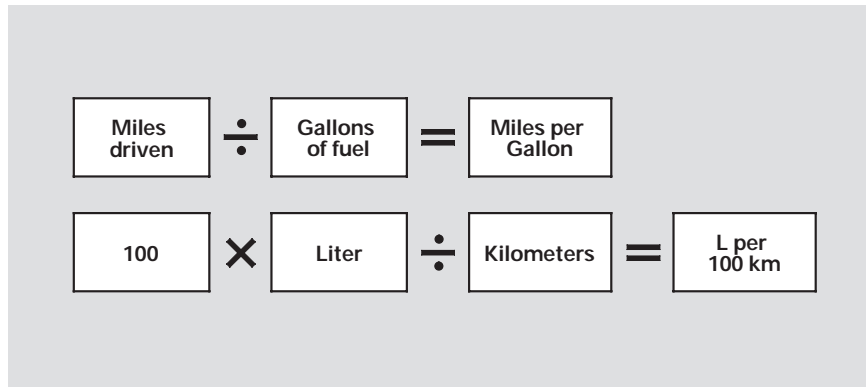 Miles driven ÷ Gallons of fuel = Miles per Gallon
100 × Liter ÷ Kilometers = L per 100 km